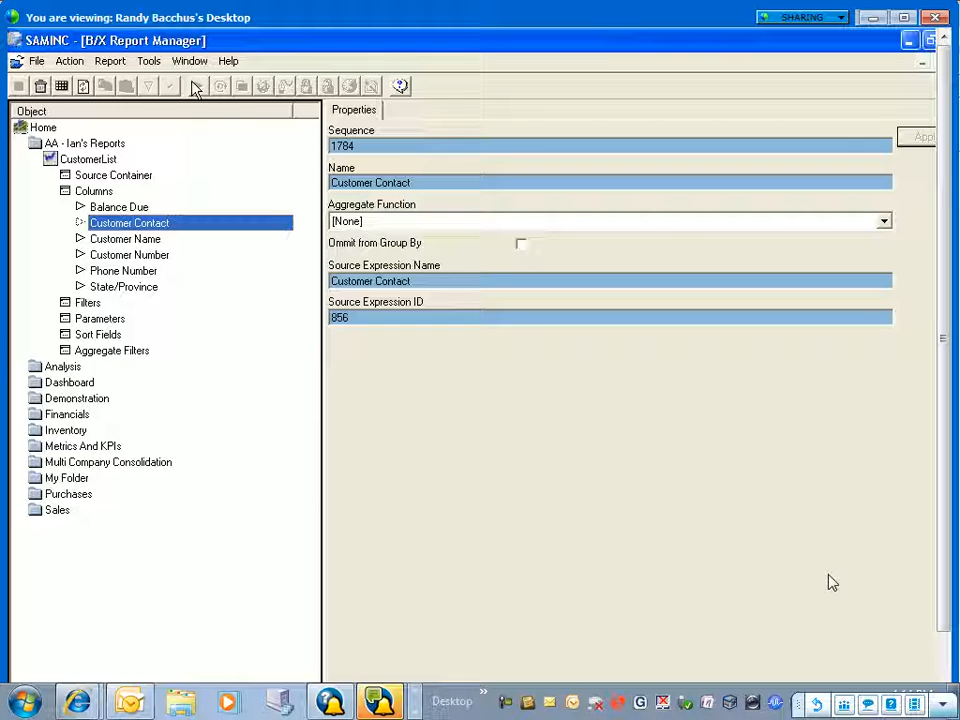 You are viewing: Randy Bacchus's Desktop
SHARING
SAMINC - [B/X Report Manager]
File Action Report Tools Window Help
Object
Properties
Home
AA - Ian's Reports
CustomerList
Source Container
Columns
Balance Due
Customer Contact
Customer Name
Customer Number
Phone Number
State/Province
Filters
Parameters
Sort Fields
Aggregate Filters
Analysis
Dashboard
Demonstration
Financials
Inventory
Metrics And KPIs
Multi Company Consolidation
My Folder
Purchases
Sales
Sequence
1784
Name
Customer Contact
Aggregate Function
[None]
Ommit from Group By
Source Expression Name
Customer Contact
Source Expression ID
856
Desktop